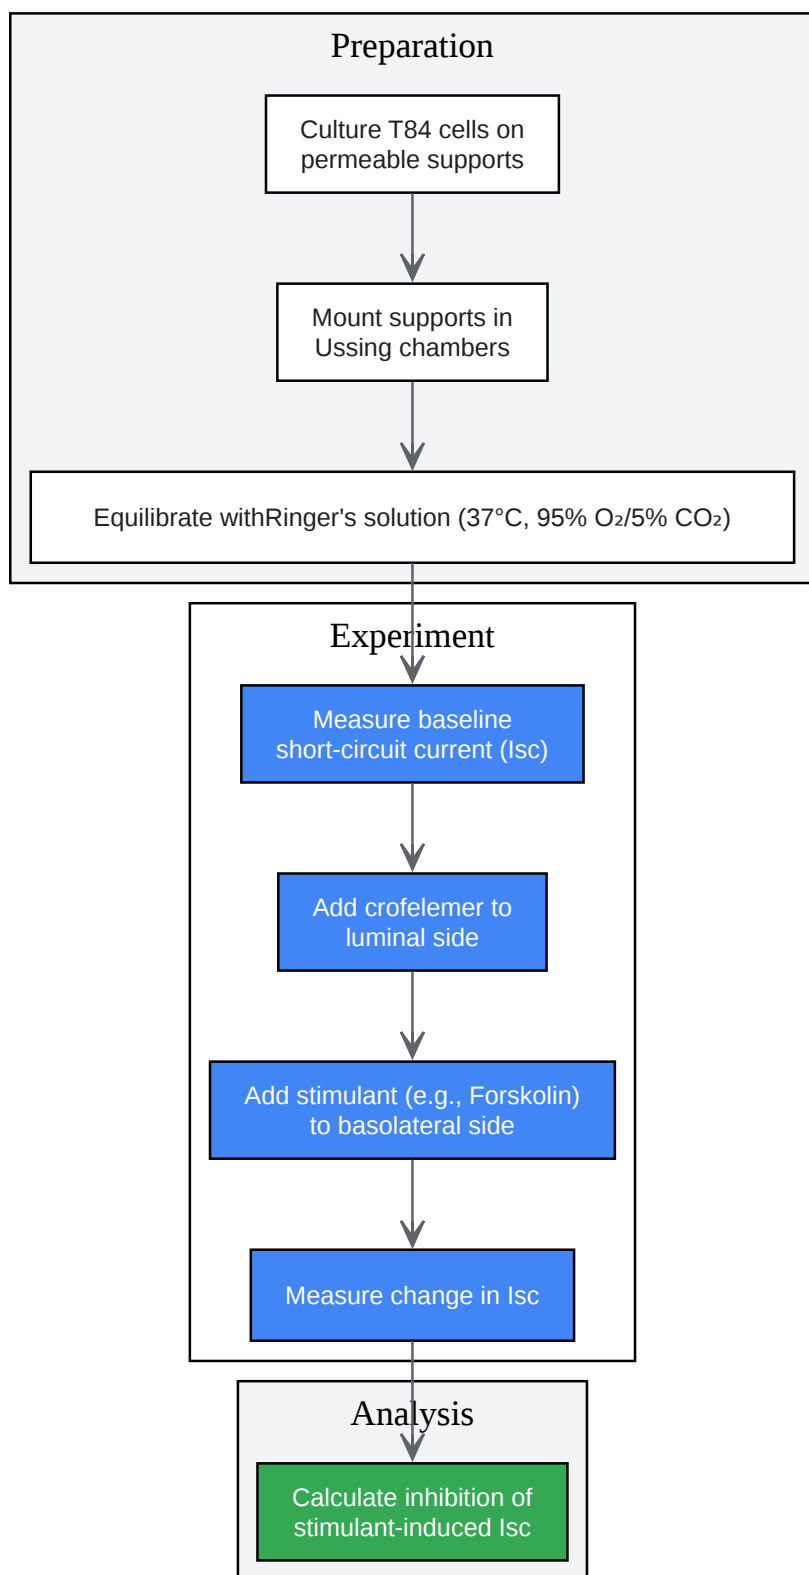 Preparation
Culture T84 cells on
permeable supports
Mount supports in
Ussing chambers
Equilibrate withRinger's solution (37°C, 95% O₂/5% CO₂)
Experiment
Measure baseline
short-circuit current (Isc)
Add crofelemer to
luminal side
Add stimulant (e.g., Forskolin)
to basolateral side
Measure change in Isc
Analysis
Calculate inhibition of
stimulant-induced Isc